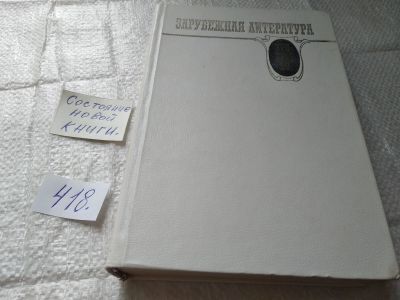 ЗАРУБЕЖНАЯ ЛИТЕРАТУРА
Состояние
новой
книги.
418.